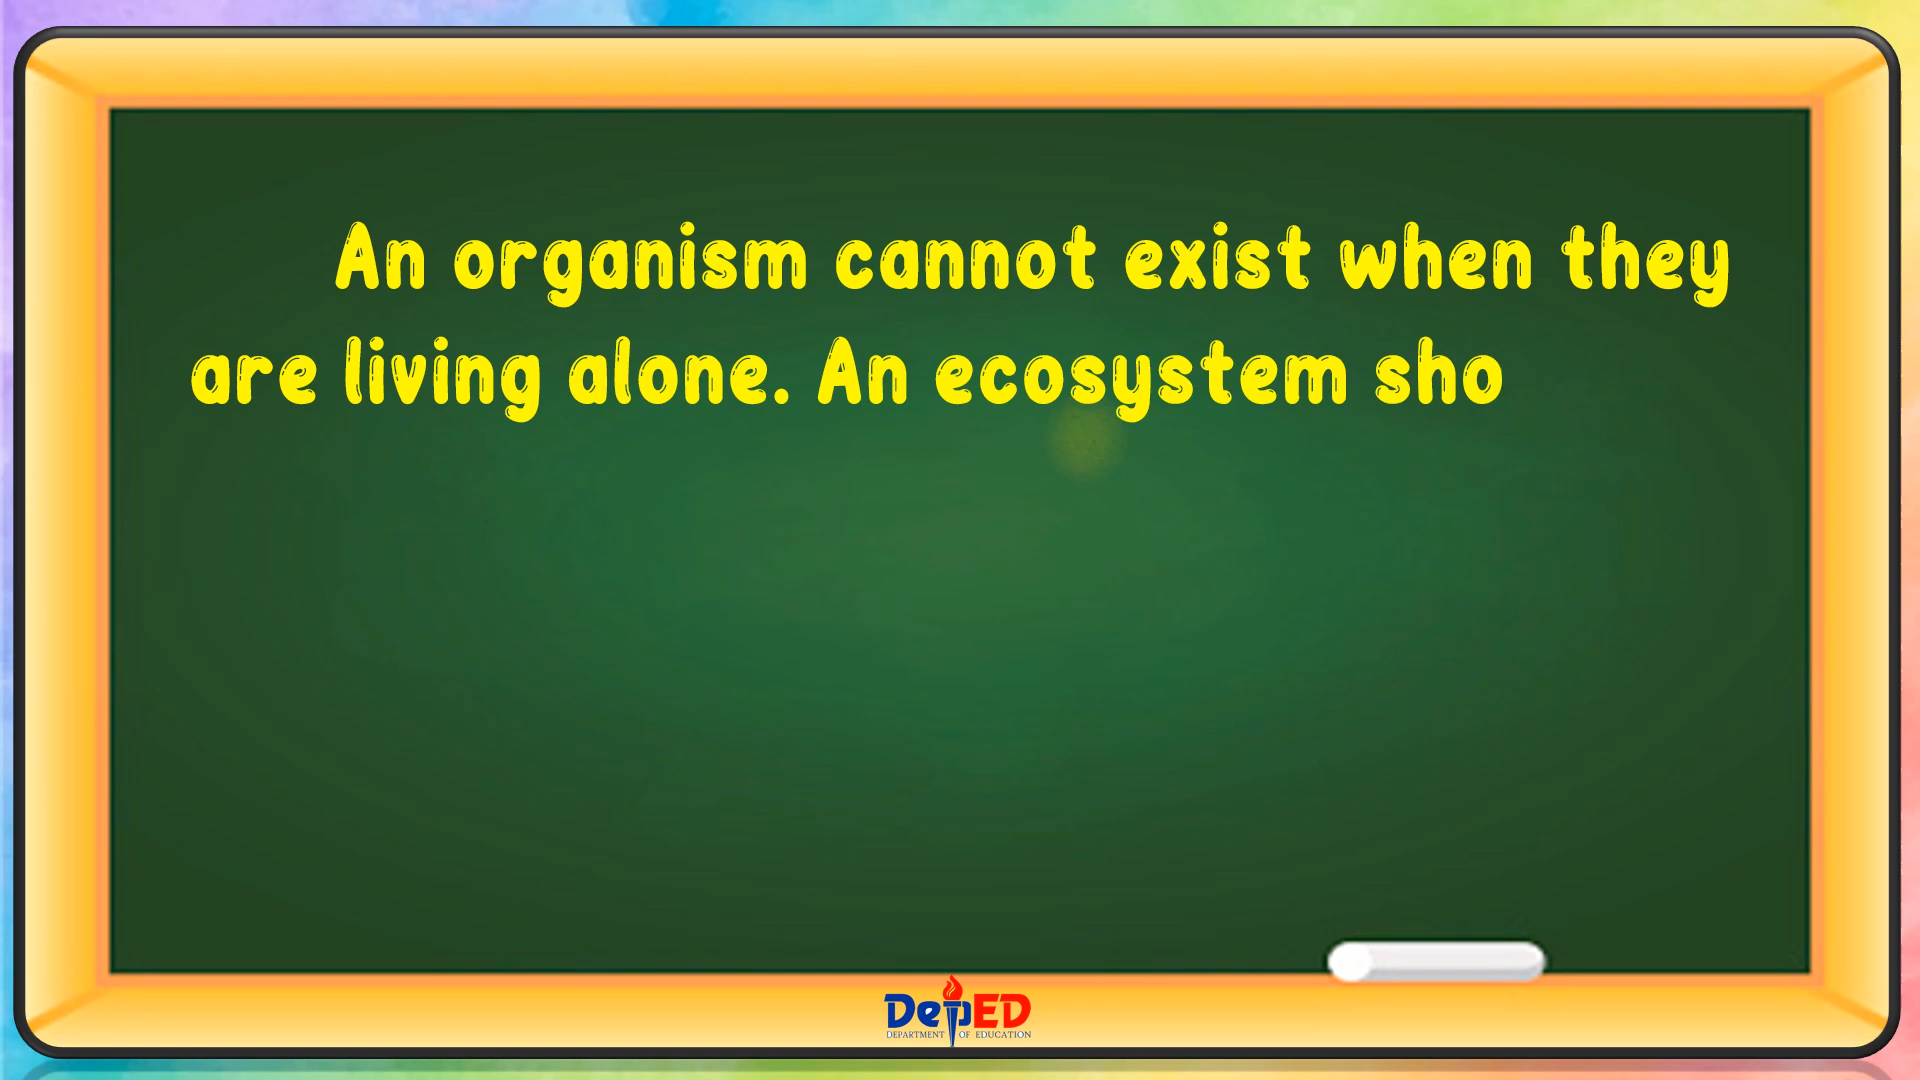 An organism cannot exist when they
are living alone. An ecosystem sho
DepED
DEPARTMENT OF EDUCATION